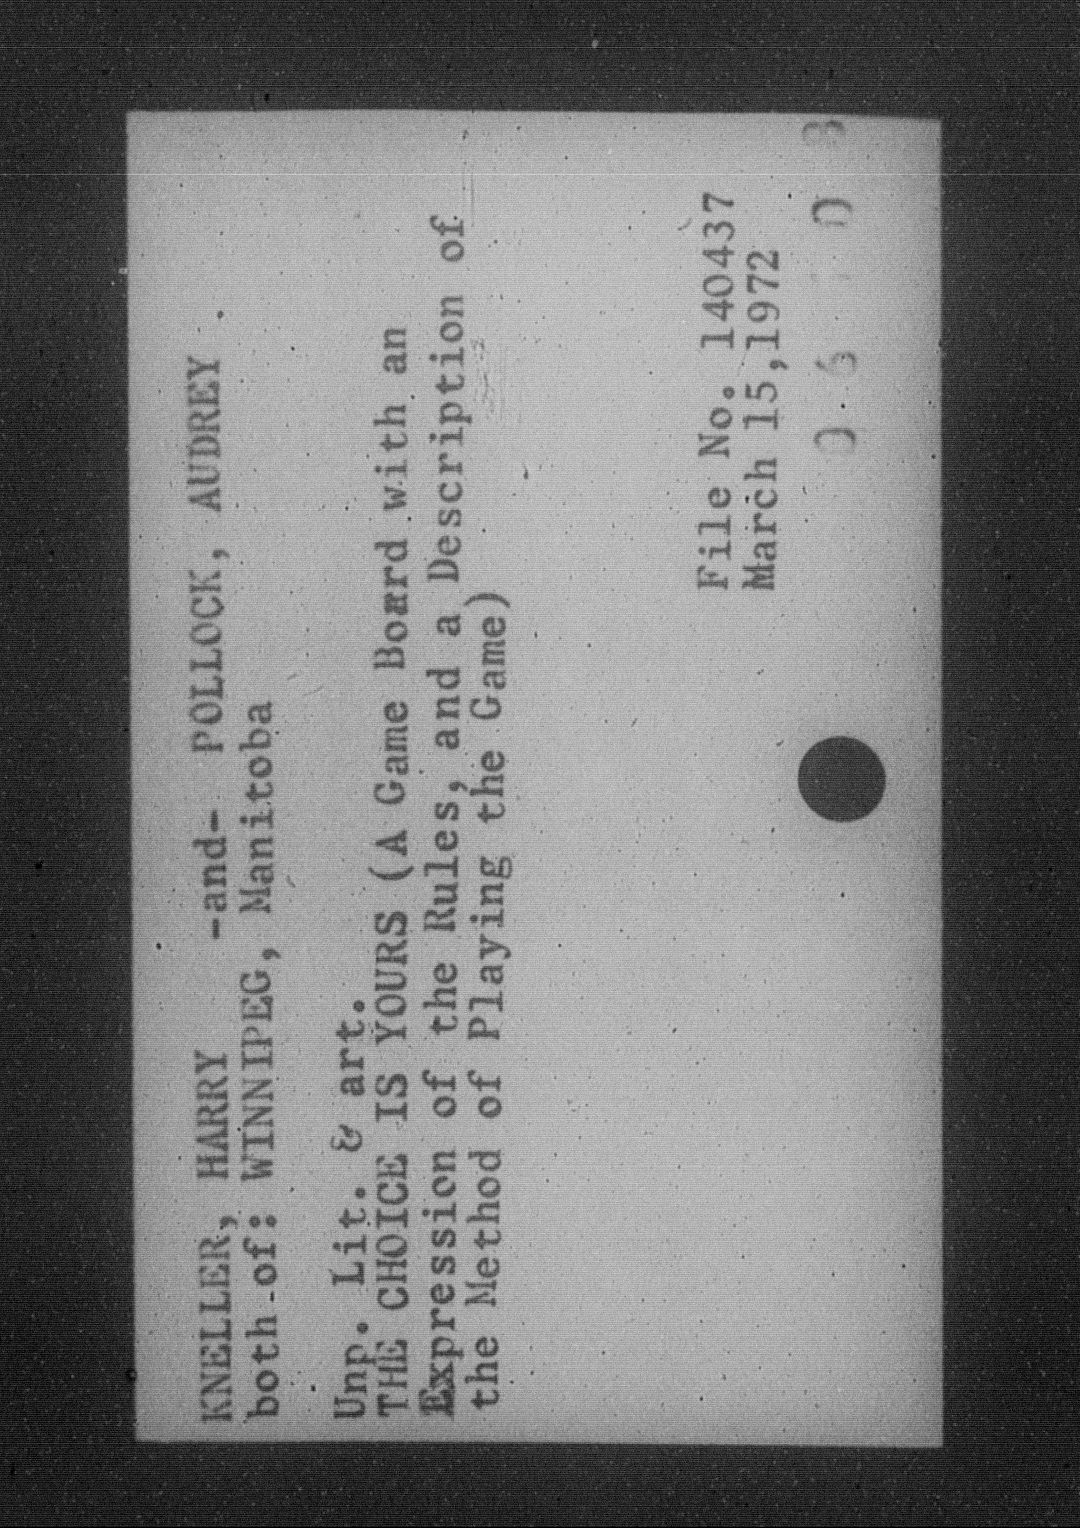 KNELLER, HARRY -and- POLLOCK, AUDREY
both of: WINNIPEG, Manitoba
Unp. Lit. & art.
THE CHOICE IS YOURS (A Game Board with an
Expression of the Rules, and a Description of
the Method of Playing the Game)
File No. 140437
March 15,1972